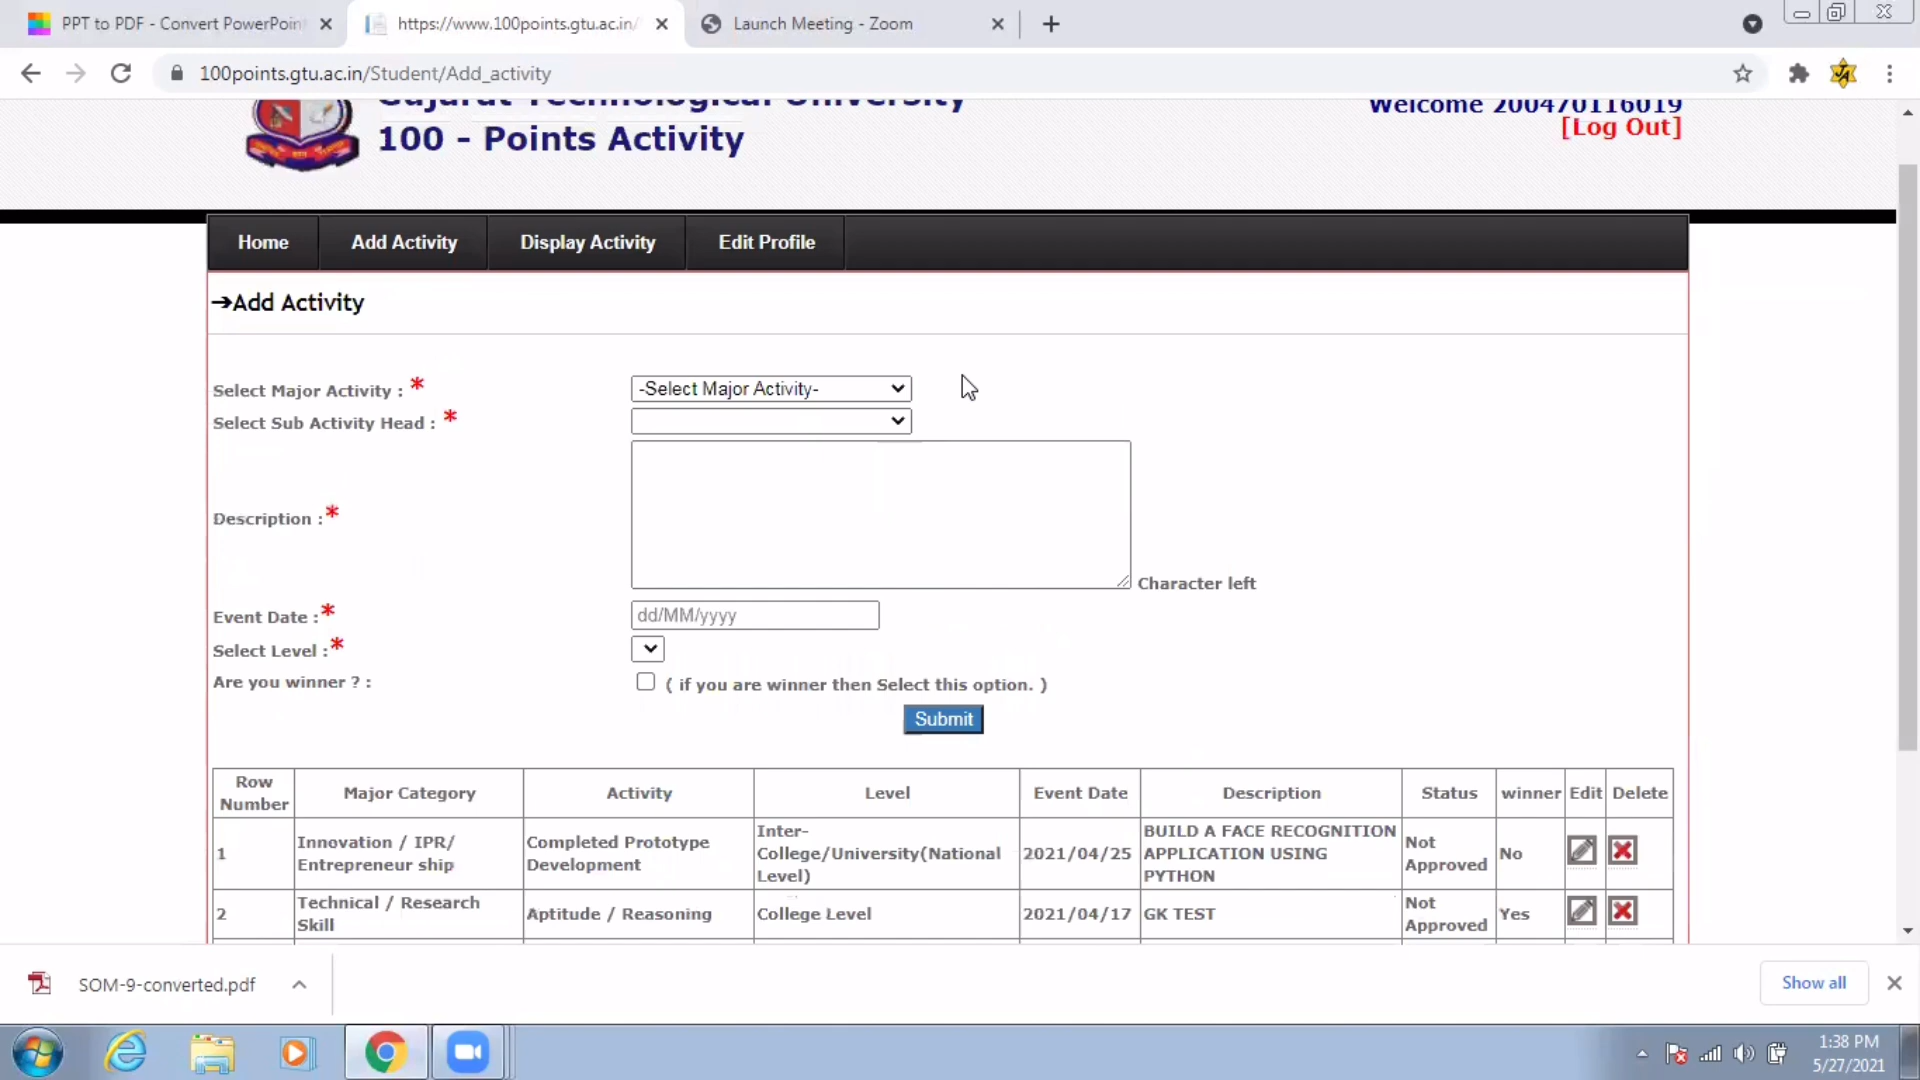 PPT to PDF - Convert PowerPoin
https://www.100points.gtu.ac.in/
Launch Meeting - Zoom
100points.gtu.ac.in/Student/Add_activity
Gujarat Technological University
100 - Points Activity
Welcome 200470116019
[Log Out]
Home
Add Activity
Display Activity
Edit Profile
➔Add Activity
Select Major Activity : *
-Select Major Activity-
Select Sub Activity Head : *
Description :*
Character left
Event Date :*
dd/MM/yyyy
Select Level :*
Are you winner ? :
( if you are winner then Select this option. )
Submit
Row Number Major Category Activity Level Event Date Description Status winner Edit Delete
1 Innovation / IPR/ Entrepreneur ship Completed Prototype Development Inter-College/University(National Level) 2021/04/25 BUILD A FACE RECOGNITION APPLICATION USING PYTHON Not Approved No
2 Technical / Research Skill Aptitude / Reasoning College Level 2021/04/17 GK TEST Not Approved Yes
SOM-9-converted.pdf
Show all
1:38 PM
5/27/2021